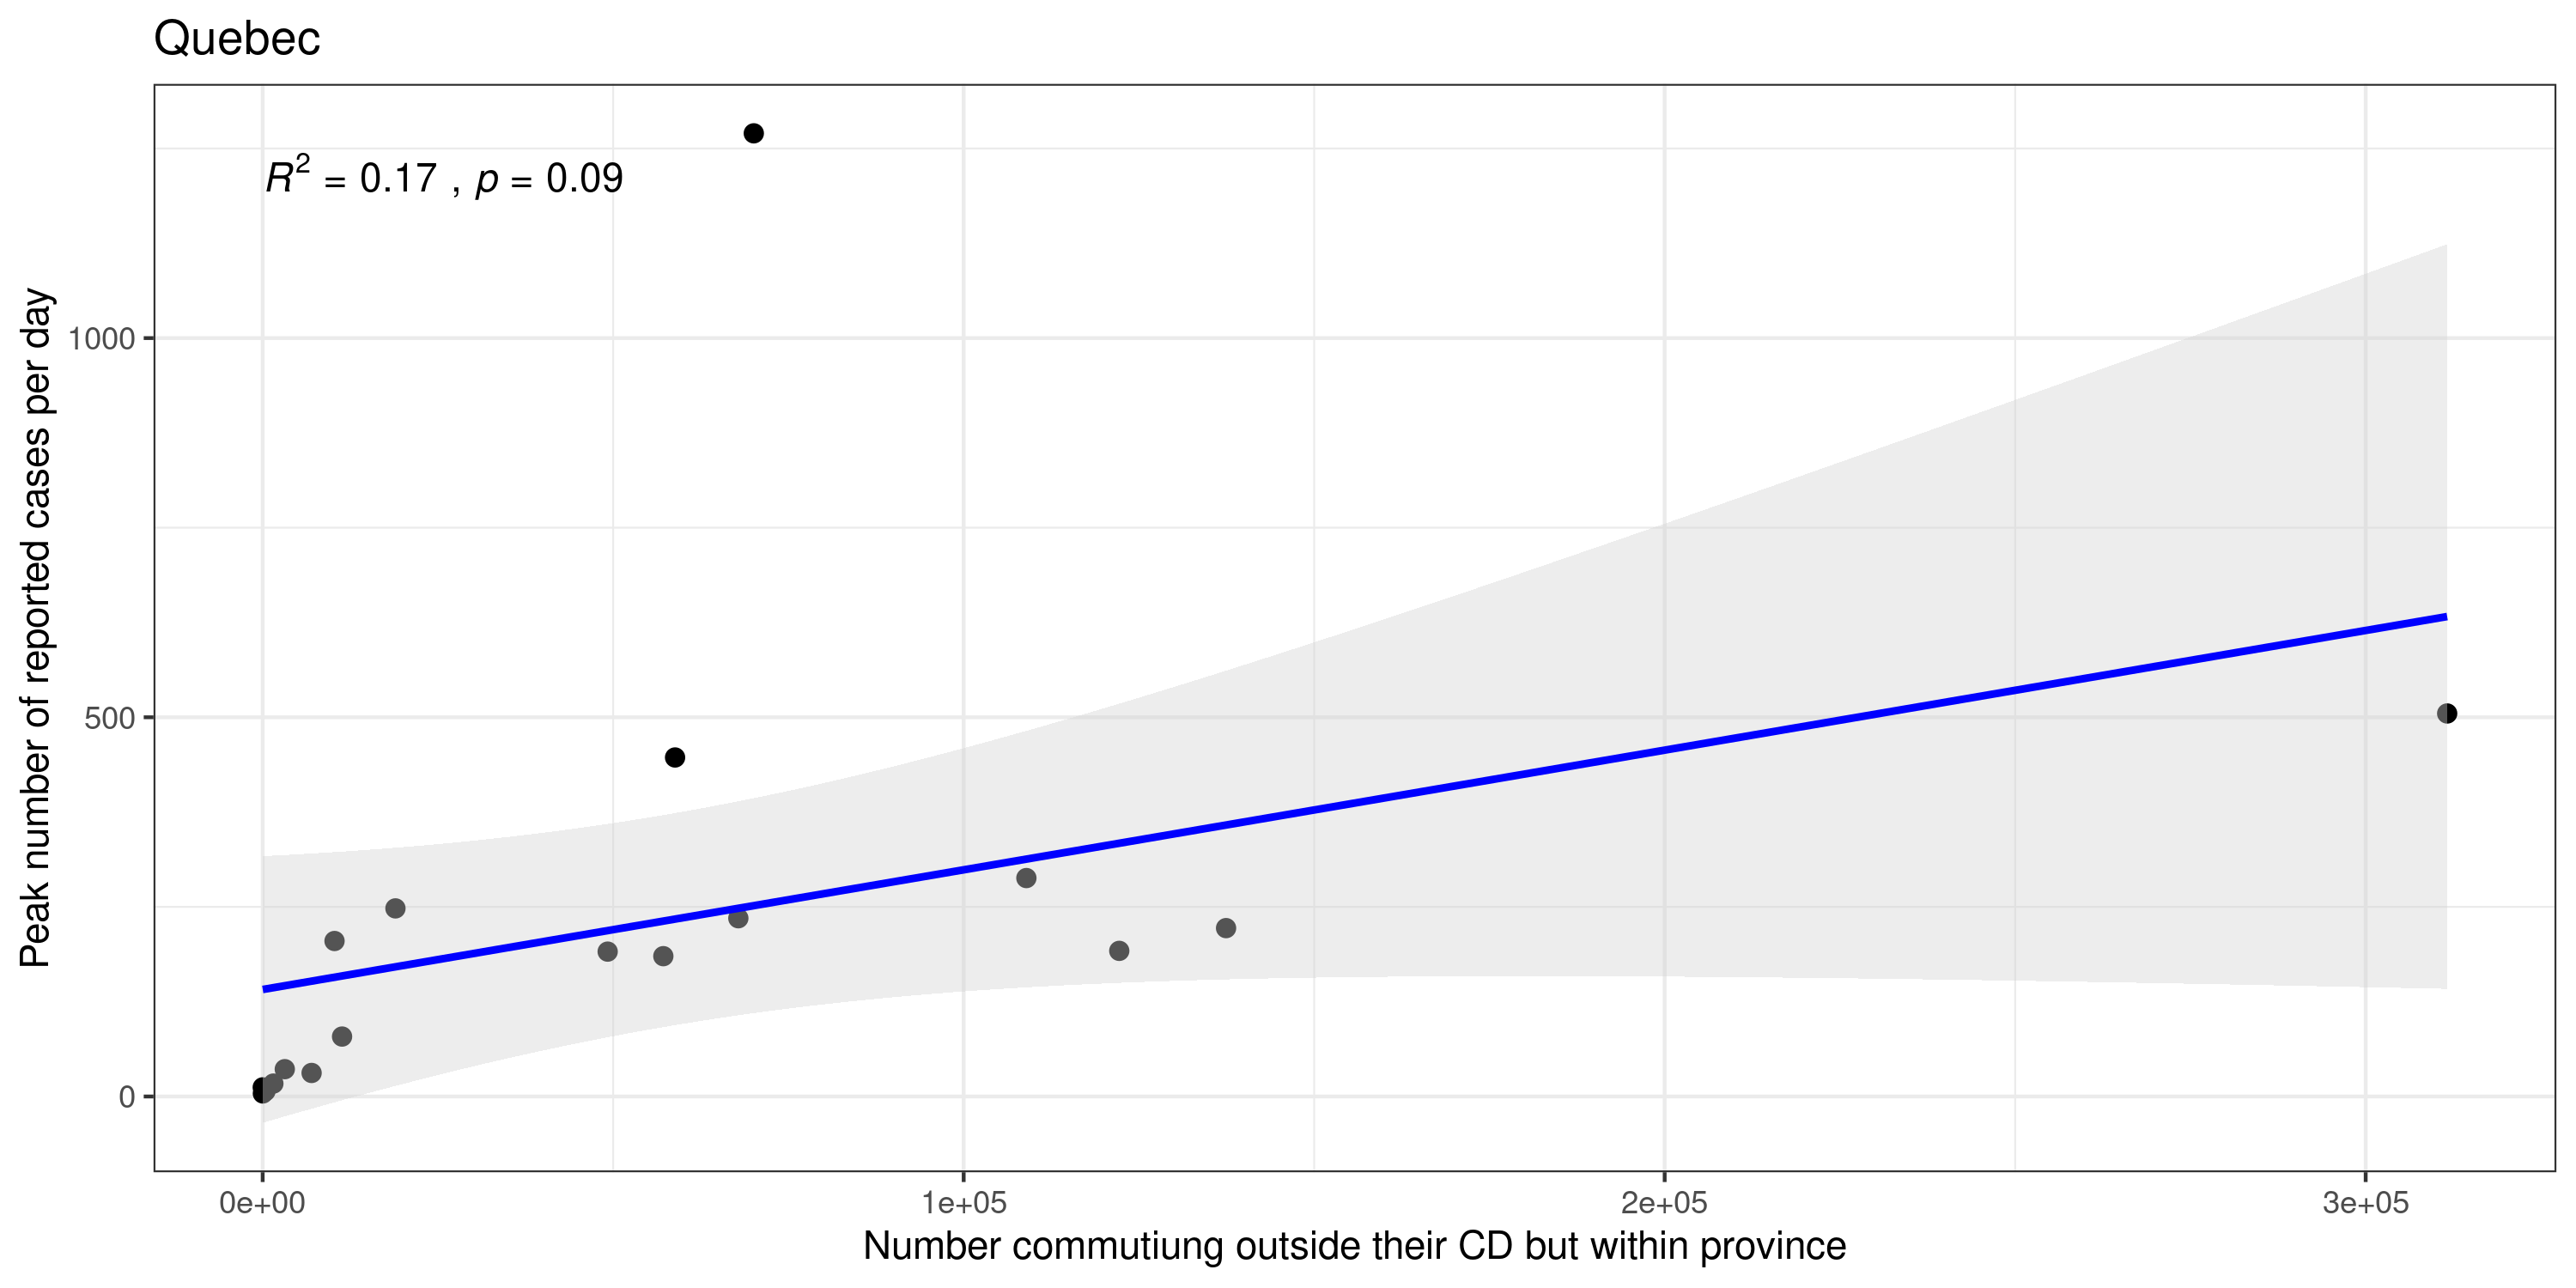 Quebec
R² = 0.17 , p = 0.09
Peak number of reported cases per day
1000
500
0
0e+00 1e+05 2e+05 3e+05
Number commutiung outside their CD but within province